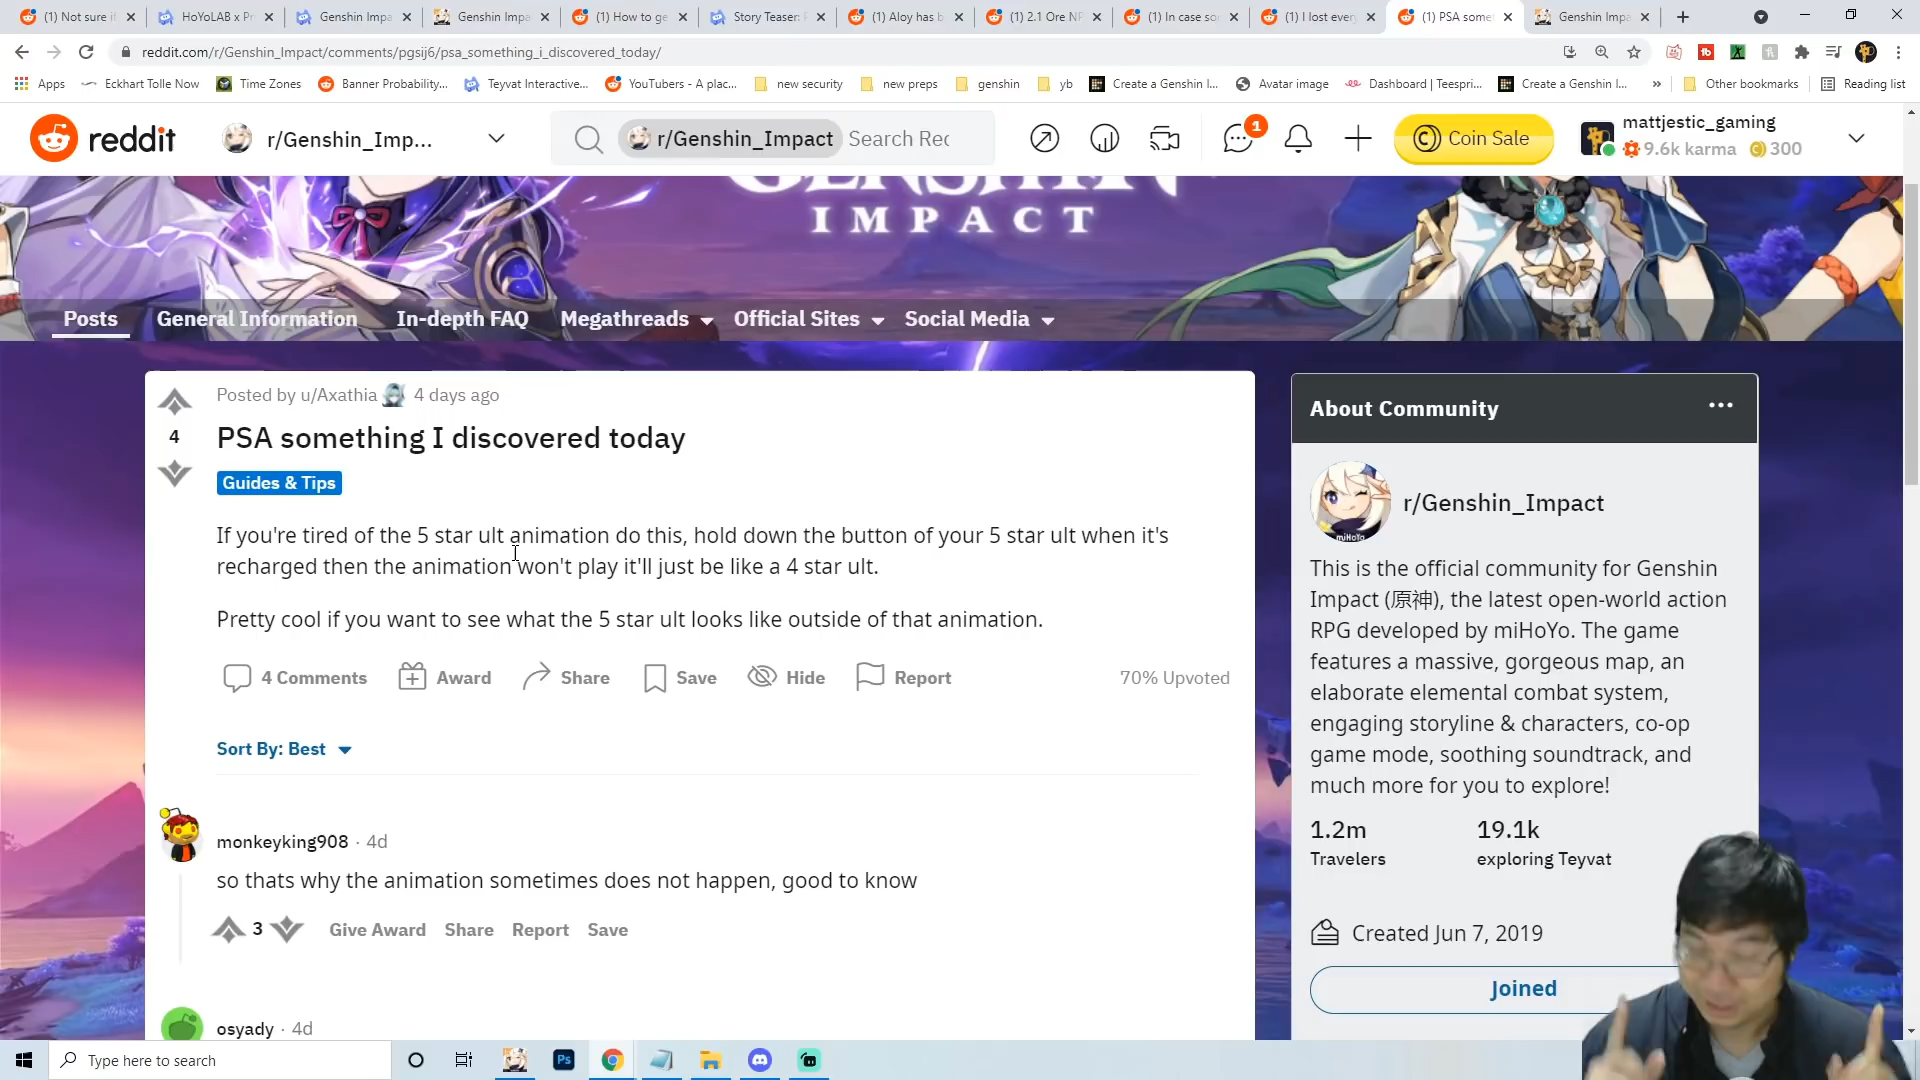 (1) Not sure if
HoYoLAB x Pr
Genshin Impa
Genshin Impa
(1) How to ge
Story Teaser:
(1) Aloy has b
(1) 2.1 Ore N
(1) In case so
(1) I lost ever
(1) PSA somet
Genshin Impa
reddit.com/r/Genshin_Impact/comments/pgsij6/psa_something_i_discovered_today/
Apps
Eckhart Tolle Now
Time Zones
Banner Probability...
Teyvat Interactive...
YouTubers - A plac...
new security
new preps
genshin
yb
Create a Genshin I...
Avatar image
Dashboard | Teespri...
Create a Genshin I...
Other bookmarks
Reading list
reddit
r/Genshin_Imp...
r/Genshin_Impact
Search Rec
1
Coin Sale
mattjestic_gaming
9.6k karma
300
GENSHIN
IMPACT
Posts
General Information
In-depth FAQ
Megathreads
Official Sites
Social Media
Posted by u/Axathia
4 days ago
4
PSA something I discovered today
Guides & Tips
If you're tired of the 5 star ult animation do this, hold down the button of your 5 star ult when it's
recharged then the animation won't play it'll just be like a 4 star ult.
Pretty cool if you want to see what the 5 star ult looks like outside of that animation.
4 Comments
Award
Share
Save
Hide
Report
70% Upvoted
Sort By: Best
monkeyking908 · 4d
so thats why the animation sometimes does not happen, good to know
3
Give Award
Share
Report
Save
osyady · 4d
About Community
r/Genshin_Impact
miHoYo
This is the official community for Genshin
Impact (原神), the latest open-world action
RPG developed by miHoYo. The game
features a massive, gorgeous map, an
elaborate elemental combat system,
engaging storyline & characters, co-op
game mode, soothing soundtrack, and
much more for you to explore!
1.2m
19.1k
Travelers
exploring Teyvat
Created Jun 7, 2019
Joined
Type here to search
Ps